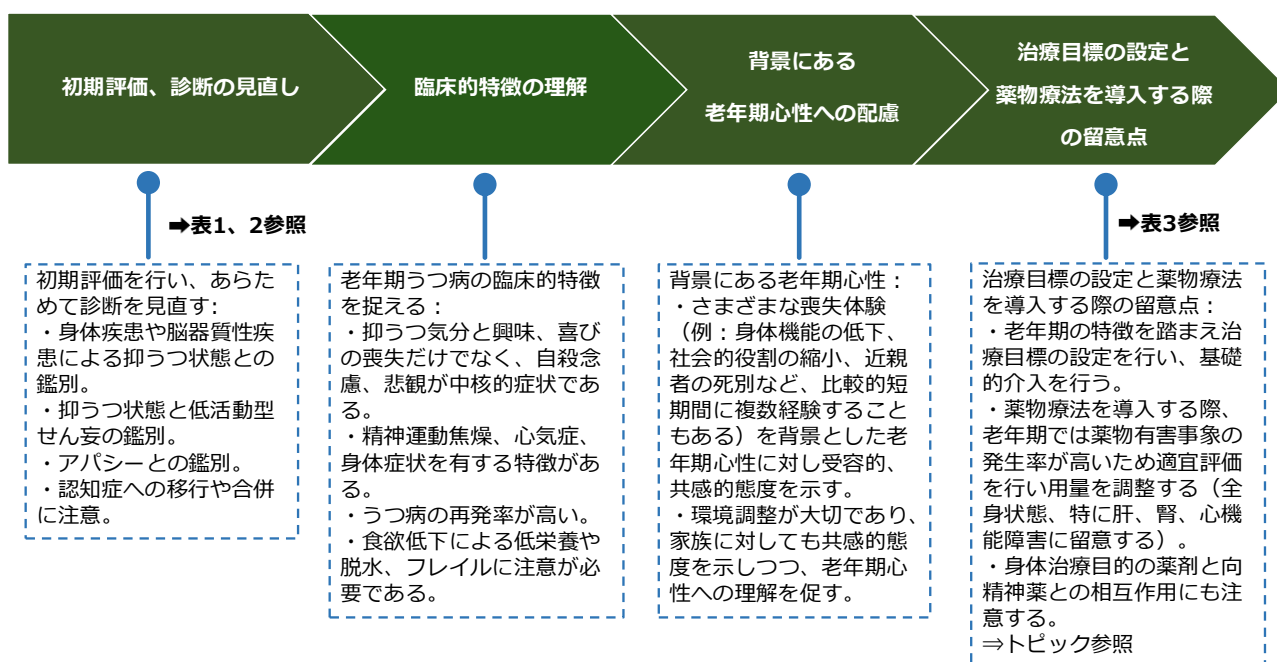 初期評価、診断の見直し
臨床的特徴の理解
背景にある
老年期心性への配慮
治療目標の設定と
薬物療法を導入する際
の留意点
➡表1、2参照
➡表3参照
初期評価を行い、あらた
めて診断を見直す:
・身体疾患や脳器質性疾
患による抑うつ状態との
鑑別。
・抑うつ状態と低活動型
せん妄の鑑別。
・アパシーとの鑑別。
・認知症への移行や合併
に注意。
老年期うつ病の臨床的特徴
を捉える：
・抑うつ気分と興味、喜び
の喪失だけでなく、自殺念
慮、悲観が中核的症状であ
る。
・精神運動焦燥、心気症、
身体症状を有する特徴があ
る。
・うつ病の再発率が高い。
・食欲低下による低栄養や
脱水、フレイルに注意が必
要である。
背景にある老年期心性：
・さまざまな喪失体験
（例：身体機能の低下、
社会的役割の縮小、近親
者の死別など、比較的短
期間に複数経験すること
もある）を背景とした老
年期心性に対し受容的、
共感的態度を示す。
・環境調整が大切であり、
家族に対しても共感的態
度を示しつつ、老年期心
性への理解を促す。
治療目標の設定と薬物療法
を導入する際の留意点：
・老年期の特徴を踏まえ治
療目標の設定を行い、基礎
的介入を行う。
・薬物療法を導入する際、
老年期では薬物有害事象の
発生率が高いため適宜評価
を行い用量を調整する（全
身状態、特に肝、腎、心機
能障害に留意する）。
・身体治療目的の薬剤と向
精神薬との相互作用にも注
意する。
⇒トピック参照